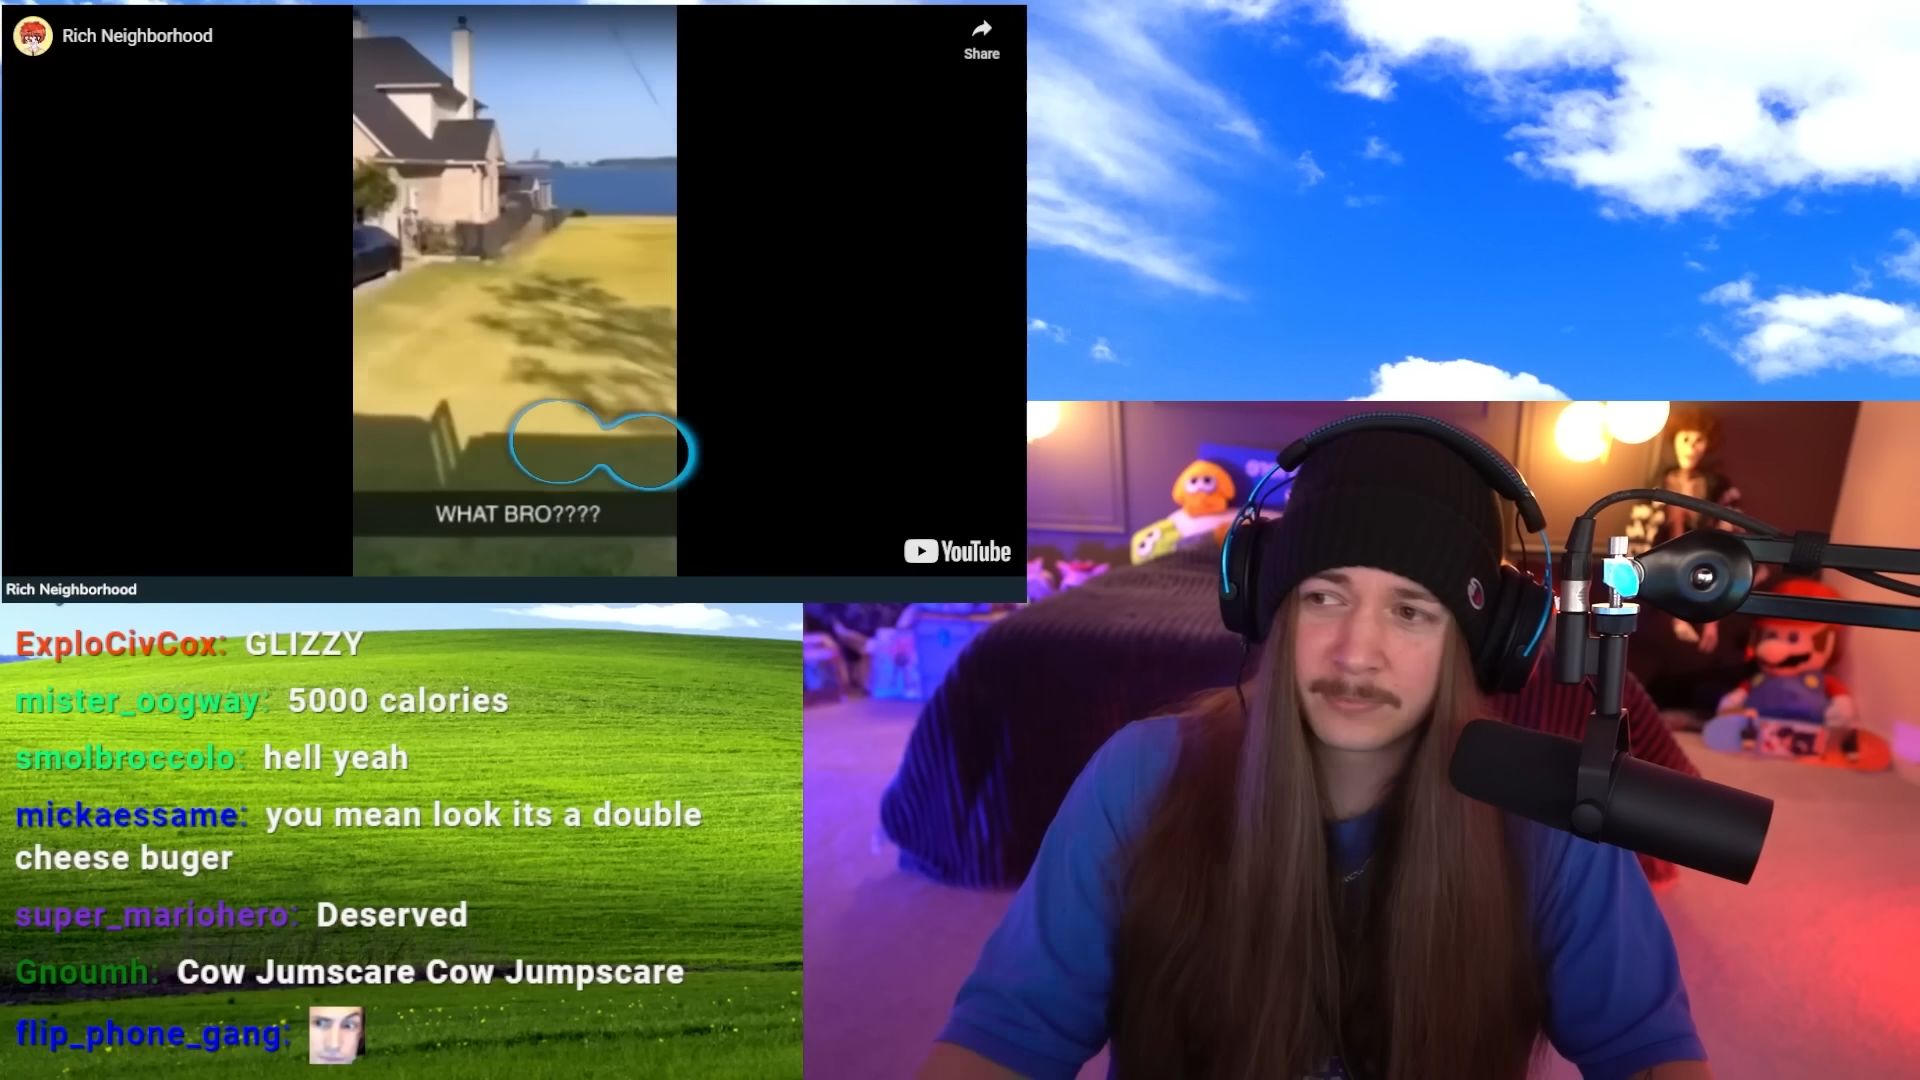 Rich Neighborhood
Share
WHAT BRO????
YouTube
Rich Neighborhood
ExploCivCox: GLIZZY
mister_oogway: 5000 calories
smolbroccolo: hell yeah
mickaessame: you mean look its a double
cheese buger
super_mariohero: Deserved
Gnoumh: Cow Jumscare Cow Jumpscare
flip_phone_gang: